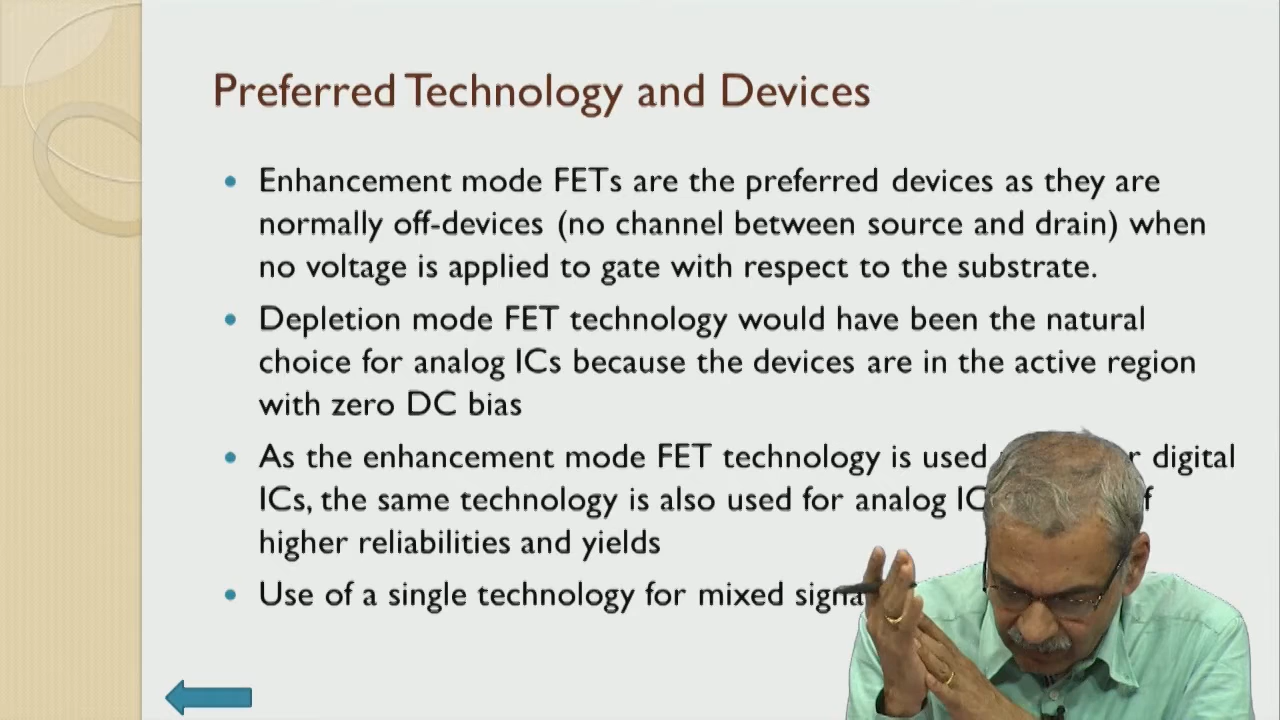 Preferred Technology and Devices
Enhancement mode FETs are the preferred devices as they are
normally off-devices (no channel between source and drain) when
no voltage is applied to gate with respect to the substrate.
Depletion mode FET technology would have been the natural
choice for analog ICs because the devices are in the active region
with zero DC bias
As the enhancement mode FET technology is used digital
ICs, the same technology is also used for analog
higher reliabilities and yields
Use of a single technology for mixed